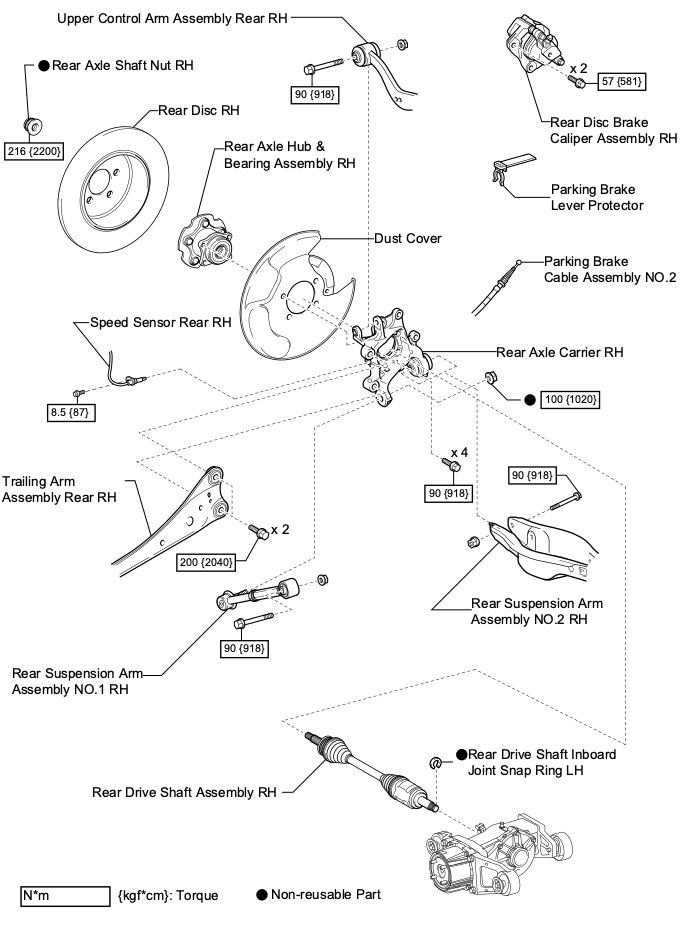 Upper Control Arm Assembly Rear RH
● Rear Axle Shaft Nut RH
90 {918}
x 2
57 {581}
Rear Disc RH
216 {2200}
Rear Disc Brake
Caliper Assembly RH
Rear Axle Hub &
Bearing Assembly RH
Parking Brake
Lever Protector
Dust Cover
Parking Brake
Cable Assembly NO.2
Speed Sensor Rear RH
Rear Axle Carrier RH
8.5 {87}
● 100 {1020}
x 4
90 {918}
90 {918}
Trailing Arm
Assembly Rear RH
x 2
200 {2040}
Rear Suspension Arm
Assembly NO.2 RH
90 {918}
Rear Suspension Arm
Assembly NO.1 RH
● Rear Drive Shaft Inboard
Joint Snap Ring LH
Rear Drive Shaft Assembly RH
N*m {kgf*cm}: Torque ● Non-reusable Part